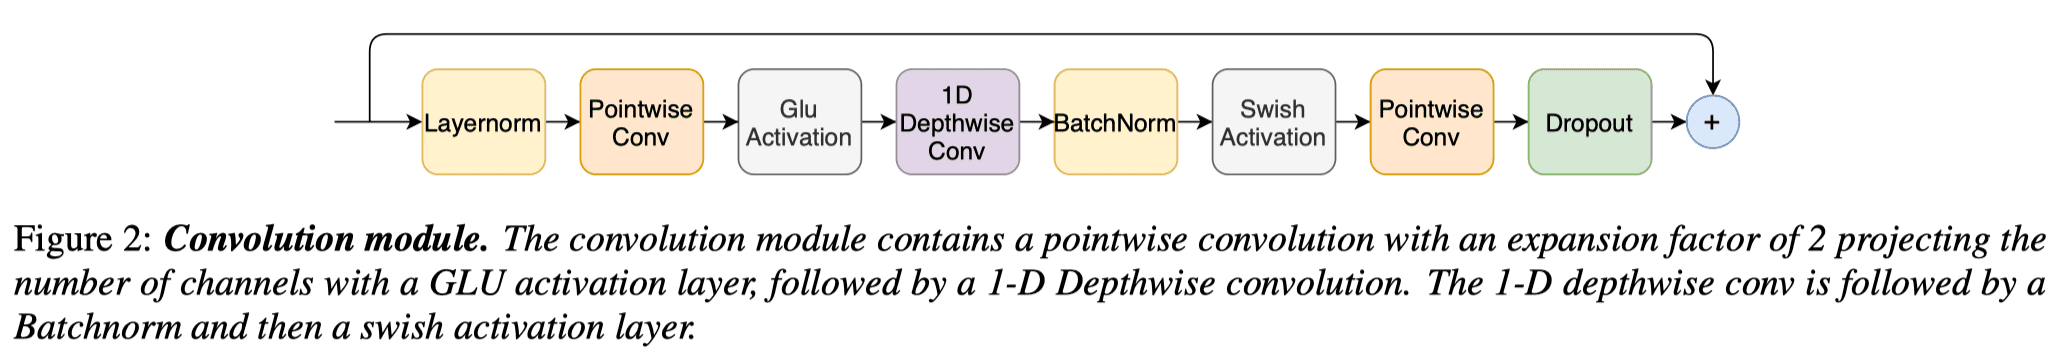 Layernorm
Pointwise
Conv
Glu
Activation
1D
Depthwise
Conv
BatchNorm
Swish
Activation
Pointwise
Conv
Dropout
+
Figure 2: Convolution module. The convolution module contains a pointwise convolution with an expansion factor of 2 projecting the
number of channels with a GLU activation layer, followed by a 1-D Depthwise convolution. The 1-D depthwise conv is followed by a
Batchnorm and then a swish activation layer.